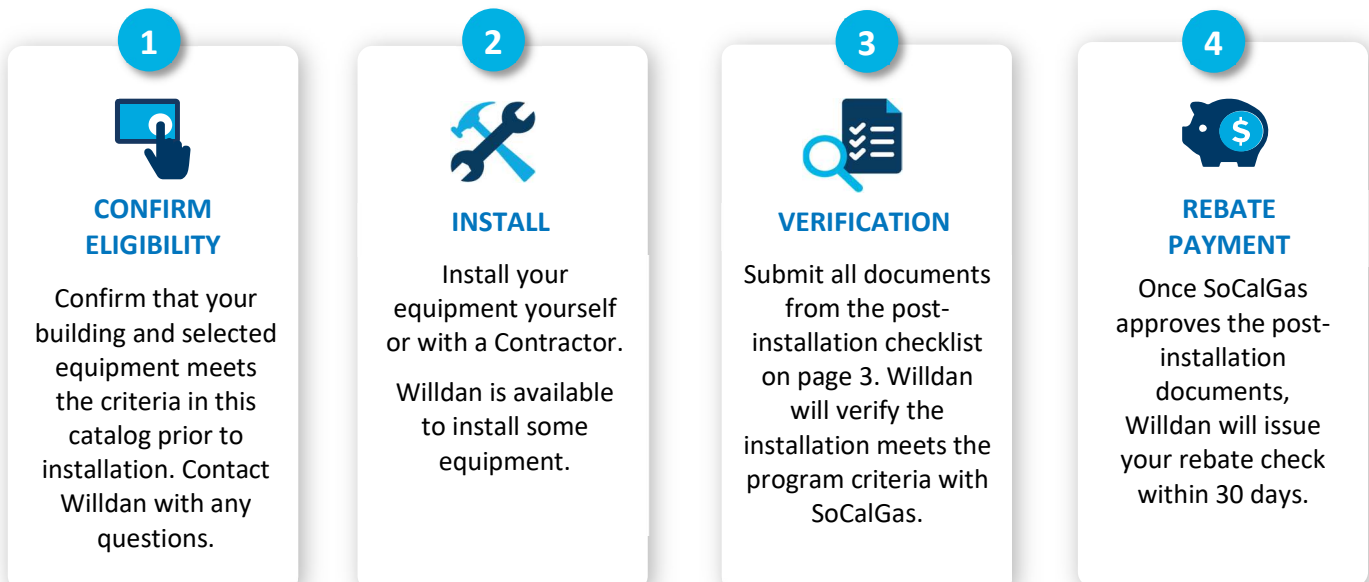 1
CONFIRM
ELIGIBILITY
Confirm that your
building and selected
equipment meets
the criteria in this
catalog prior to
installation. Contact
Willdan with any
questions.
2
INSTALL
Install your
equipment yourself
or with a Contractor.
Willdan is available
to install some
equipment.
3
VERIFICATION
Submit all documents
from the post-
installation checklist
on page 3. Willdan
will verify the
installation meets the
program criteria with
SoCalGas.
4
$
REBATE
PAYMENT
Once SoCalGas
approves the post-
installation
documents,
Willdan will issue
your rebate check
within 30 days.